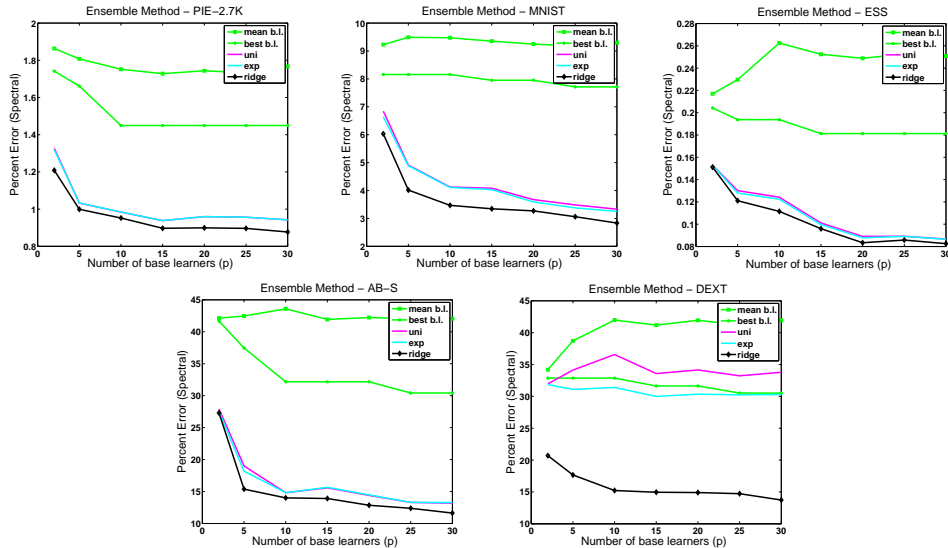 Ensemble Method − PIE−2.7K
Percent Error (Spectral)
2
1.8
1.6
1.4
1.2
1
0.8
0
5
10
15
20
25
30
Number of base learners (p)
mean b.l.
best b.l.
uni
exp
ridge
Ensemble Method − MNIST
Percent Error (Spectral)
10
9
8
7
6
5
4
3
2
0
5
10
15
20
25
30
Number of base learners (p)
mean b.l.
best b.l.
uni
exp
ridge
Ensemble Method − ESS
Percent Error (Spectral)
0.28
0.26
0.24
0.22
0.2
0.18
0.16
0.14
0.12
0.1
0.08
0
5
10
15
20
25
30
Number of base learners (p)
mean b.l.
best b.l.
uni
exp
ridge
Ensemble Method − AB−S
Percent Error (Spectral)
45
40
35
30
25
20
15
10
0
5
10
15
20
25
30
Number of base learners (p)
mean b.l.
best b.l.
uni
exp
ridge
Ensemble Method − DEXT
Percent Error (Spectral)
45
40
35
30
25
20
15
10
0
5
10
15
20
25
30
Number of base learners (p)
mean b.l.
best b.l.
uni
exp
ridge